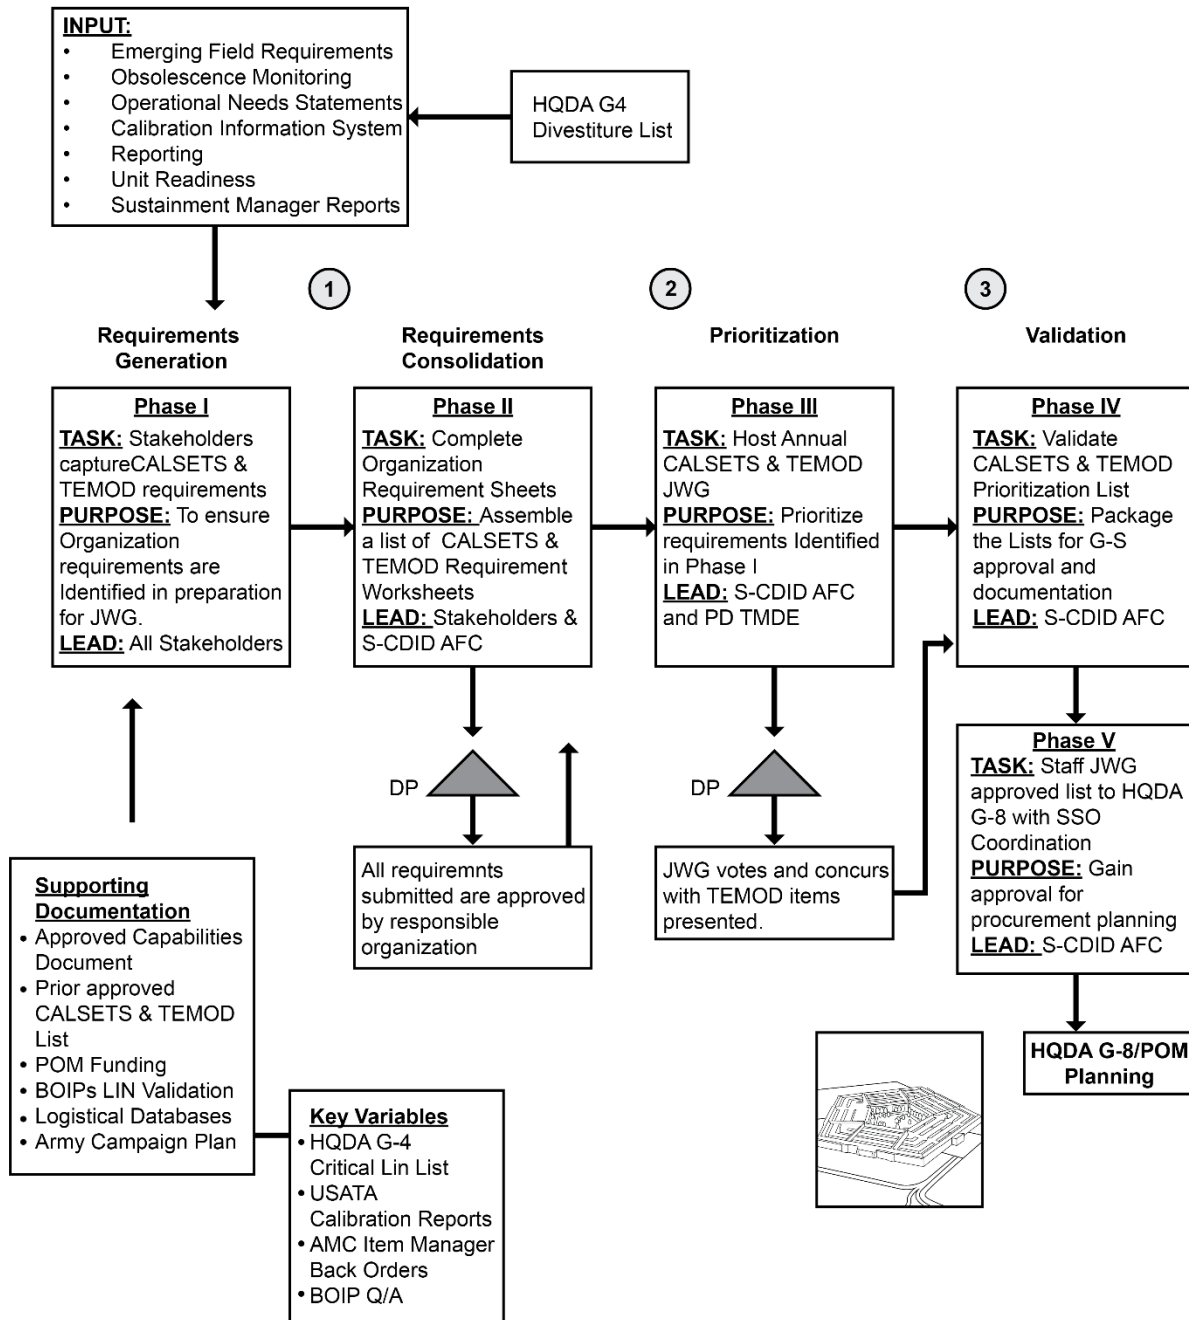 INPUT:
• Emerging Field Requirements
• Obsolescence Monitoring
• Operational Needs Statements
• Calibration Information System
• Reporting
• Unit Readiness
• Sustainment Manager Reports
HQDA G4
Divestiture List
1
2
3
Requirements
Generation
Requirements
Consolidation
Prioritization
Validation
Phase I
TASK: Stakeholders
captureCALSETS &
TEMOD requirements
PURPOSE: To ensure
Organization
requirements are
Identified in preparation
for JWG.
LEAD: All Stakeholders
Phase II
TASK: Complete
Organization
Requirement Sheets
PURPOSE: Assemble
a list of CALSETS &
TEMOD Requirement
Worksheets
LEAD: Stakeholders &
S-CDID AFC
Phase III
TASK: Host Annual
CALSETS & TEMOD
JWG
PURPOSE: Prioritize
requirements Identified
in Phase I
LEAD: S-CDID AFC
and PD TMDE
Phase IV
TASK: Validate
CALSETS & TEMOD
Prioritization List
PURPOSE: Package
the Lists for G-S
approval and
documentation
LEAD: S-CDID AFC
DP
DP
All requiremnts
submitted are approved
by responsible
organization
JWG votes and concurs
with TEMOD items
presented.
Phase V
TASK: Staff JWG
approved list to HQDA
G-8 with SSO
Coordination
PURPOSE: Gain
approval for
procurement planning
LEAD: S-CDID AFC
HQDA G-8/POM
Planning
Supporting
Documentation
• Approved Capabilities
Document
• Prior approved
CALSETS & TEMOD
List
• POM Funding
• BOIPs LIN Validation
• Logistical Databases
• Army Campaign Plan
Key Variables
• HQDA G-4
Critical Lin List
• USATA
Calibration Reports
• AMC Item Manager
Back Orders
• BOIP Q/A